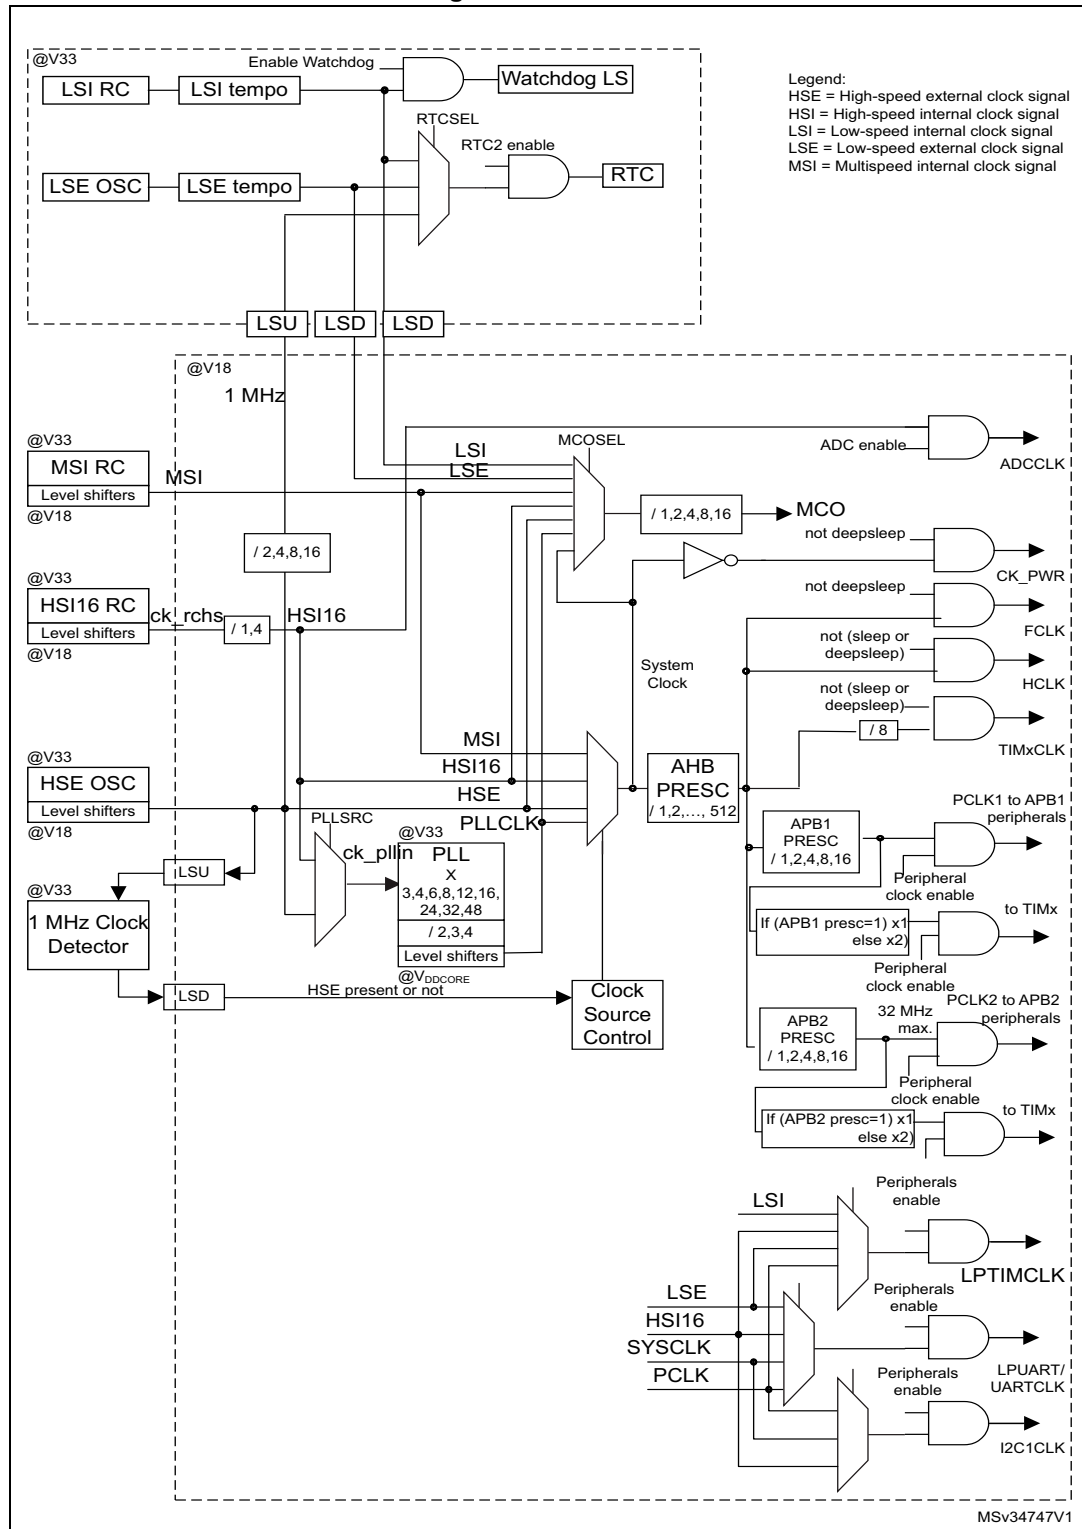 @V33
Enable Watchdog
Watchdog LS
LSI RC
LSI tempo
Legend:
HSE = High-speed external clock signal
HSI = High-speed internal clock signal
LSI = Low-speed internal clock signal
LSE = Low-speed external clock signal
MSI = Multispeed internal clock signal
RTCSEL
RTC2 enable
RTC
LSE OSC
LSE tempo
LSU
LSD
LSD
@V18
1 MHz
@V33
MSI RC
Level shifters
@V18
MSI
LSI
LSE
MCOSEL
ADC enable
ADCCLK
/ 1,2,4,8,16
MCO
/ 2,4,8,16
not deepsleep
CK_PWR
@V33
HSI16 RC
Level shifters
@V18
ck_rchs
/ 1,4
HSI16
not deepsleep
FCLK
System
Clock
not (sleep or
deepsleep)
HCLK
not (sleep or
deepsleep)
/ 8
TIMxCLK
@V33
HSE OSC
Level shifters
@V18
MSI
HSI16
HSE
PLLCLK
AHB
PRESC
/ 1,2,..., 512
PLLSRC
ck_pllin
@V33
PLL
X
3,4,6,8,12,16,
24,32,48
/ 2,3,4
Level shifters
@VDDCORE
APB1
PRESC
/ 1,2,4,8,16
PCLK1 to APB1
peripherals
Peripheral
clock enable
LSU
@V33
1 MHz Clock
Detector
LSD
HSE present or not
Clock
Source
Control
If (APB1 presc=1) x1
else x2)
to TIMx
Peripheral
clock enable
APB2
PRESC
/ 1,2,4,8,16
32 MHz
max.
PCLK2 to APB2
peripherals
Peripheral
clock enable
If (APB2 presc=1) x1
else x2)
to TIMx
LSI
Peripherals
enable
LPTIMCLK
LSE
HSI16
SYSCLK
PCLK
Peripherals
enable
LPUART/
UARTCLK
Peripherals
enable
I2C1CLK
MSv34747V1